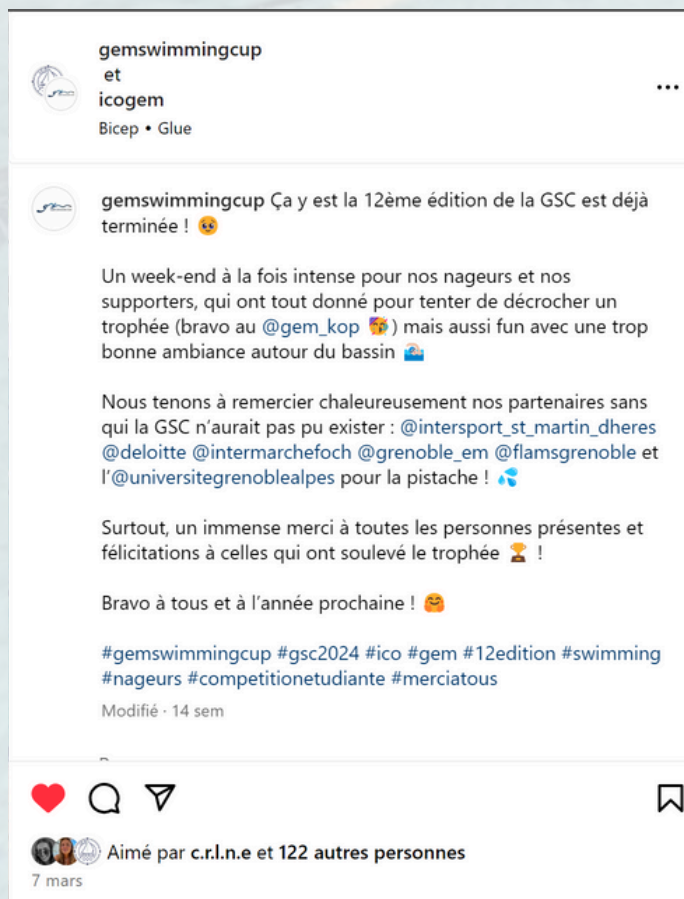 gemswimmingcup
et
icogem
Bicep • Glue
gemswimmingcup Ça y est la 12ème édition de la GSC est déjà
terminée ! 🥹
Un week-end à la fois intense pour nos nageurs et nos
supporters, qui ont tout donné pour tenter de décrocher un
trophée (bravo au @gem_kop 🥳) mais aussi fun avec une trop
bonne ambiance autour du bassin 🏊
Nous tenons à remercier chaleureusement nos partenaires sans
qui la GSC n'aurait pas pu exister : @intersport_st_martin_dheres
@deloitte @intermarchefoch @grenoble_em @flamsgrenoble et
l'@universitegrenoblealpes pour la pistache ! 💦
Surtout, un immense merci à toutes les personnes présentes et
félicitations à celles qui ont soulevé le trophée 🏆 !
Bravo à tous et à l'année prochaine ! 🤗
#gemswimmingcup #gsc2024 #ico #gem #12edition #swimming
#nageurs #competitionetudiante #merciatous
Modifié · 14 sem
Aimé par c.r.l.n.e et 122 autres personnes
7 mars